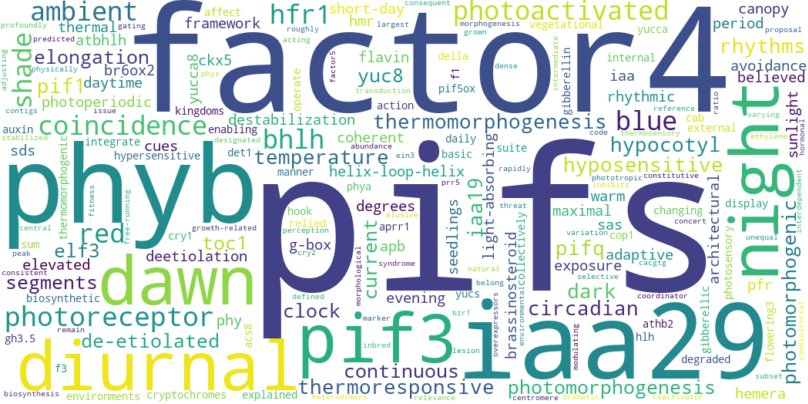 profoundly
gating
ambient
thermal
largest
roughly
predicted
factor4
hfr1
acting
consequent
short-day
affect
morphogenesis
photoactivated
hmr
grown
vegetational
yucca
canopy
period
shade
adjusting
physically
framework
atbhlh
yucca8
yuc8
ckx5
flavin
factor5
della
intermediate
dense
internal
proposal
rhythms
elongation
br6ox2
daytime
pif1
operate
f1
kingdoms
pif5ox
gibberellin
iaa
avoidance
believed
photoperiodic
contigs
issue
transduction
action
rhythmic
reference
ratio
hormonal
auxin
stabilized
coincidence
destabilization
bhlh
coherent
thermomorphogenesis
blue
cab
external
sunlight
integrate
cues
enabling
designated
abundance
thermosensory
code
varying
ethylene
sds
det1
hypersensitive
temperature
daily
suite
hypocotyl
night
phyb
pifs
thermomorphogenic
manner
helix-loop-helix
basic
rapidly
hyposensitive
fitness
red
hook
cry1
growth-related
phya
iaa19
light-absorbing
inhibits
phototropic
constitutive
warm
changing
display
central
free-running
elf3
toc1
aprr1
prr5
ein3
elusive
degrees
g-box
relied
perception
cry2
seedlings
threat
maximal
sas
variation
cop1
concert
pifq
architectural
photosensory
interdependent
dawn
sum
peak
consistent
segments
elevated
deetiolation
current
apb
collectively
adaptive
unequal
cacgtg
exposure
selective
pfr
biosynthetic
defined
morphological
syndrome
evening
yucs
brassinosteroid
environmental
natural
belong
dark
athb2
gibberellic
flowering3
photoreceptor
phy
clock
circadian
gh3.5
remain
de-etiolated
acs8
pif3
marker
inbred
bzr1
lesion
modulating
overexpressors
coordinator
hlh
degraded
iaa29
diurnal
continuous
subset
f3
thermoresponsive
photomorphogenesis
hemera
environments
cryptochromes
explained
biosynthesis
heterodimers
relevance
centromere
dramatic
coactivator
photomorphogenic
phys